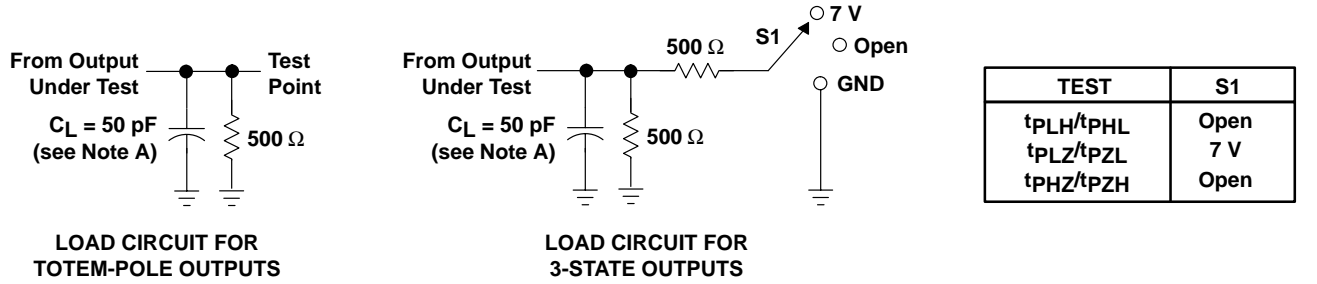 From Output
Under Test
Test
Point
C_L = 50 pF
(see Note A)
500 Ω
LOAD CIRCUIT FOR
TOTEM-POLE OUTPUTS
From Output
Under Test
C_L = 50 pF
(see Note A)
500 Ω
500 Ω
S1
7 V
Open
GND
LOAD CIRCUIT FOR
3-STATE OUTPUTS
TEST S1
tPLH/tPHL Open
tPLZ/tPZL 7 V
tPHZ/tPZH Open